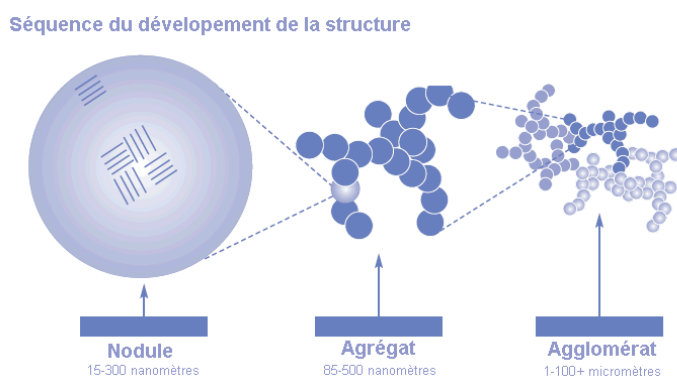 Séquence du dévelopement de la structure
Nodule
15-300 nanomètres
Agrégat
85-500 nanomètres
Agglomérat
1-100+ micromètres